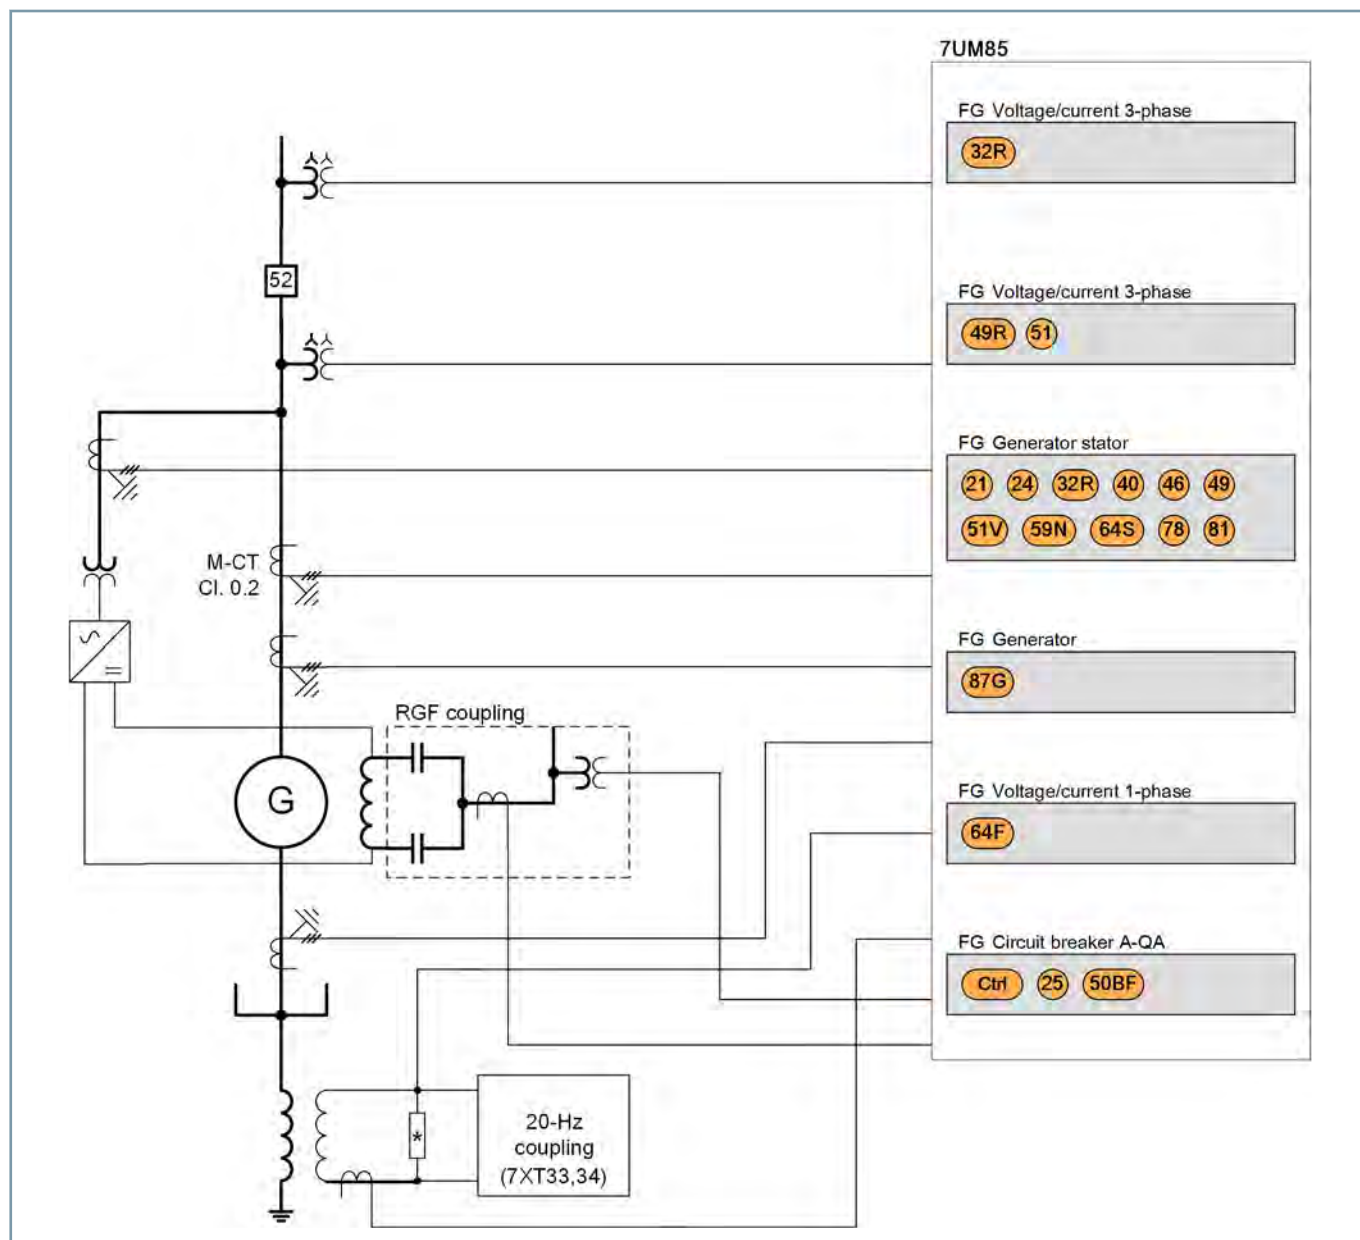 7UM85
FG Voltage/current 3-phase
32R
52
FG Voltage/current 3-phase
49R 51
FG Generator stator
21 24 32R 40 46 49
51V 59N 64S 78 81
M-CT
Cl. 0.2
FG Generator
87G
RGF coupling
G
FG Voltage/current 1-phase
64F
FG Circuit breaker A-QA
Ctrl 25 50BF
20-Hz
coupling
(7XT33,34)
*